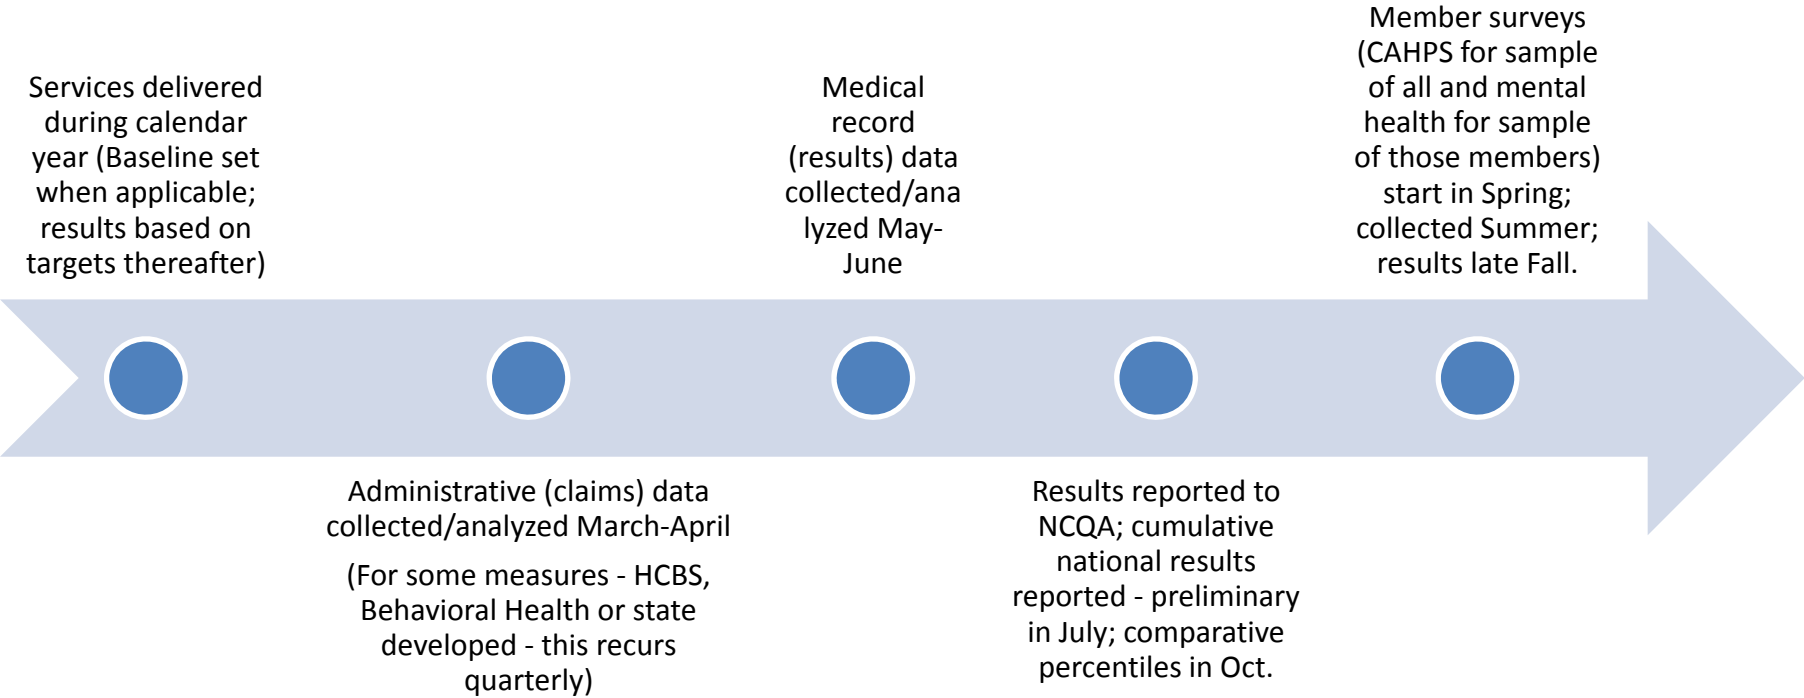 Services delivered
during calendar
year (Baseline set
when applicable;
results based on
targets thereafter)
Administrative (claims) data
collected/analyzed March-April
(For some measures - HCBS,
Behavioral Health or state
developed - this recurs
quarterly)
Medical
record
(results) data
collected/ana
lyzed May-
June
Results reported to
NCQA; cumulative
national results
reported - preliminary
in July; comparative
percentiles in Oct.
Member surveys
(CAHPS for sample
of all and mental
health for sample
of those members)
start in Spring;
collected Summer;
results late Fall.